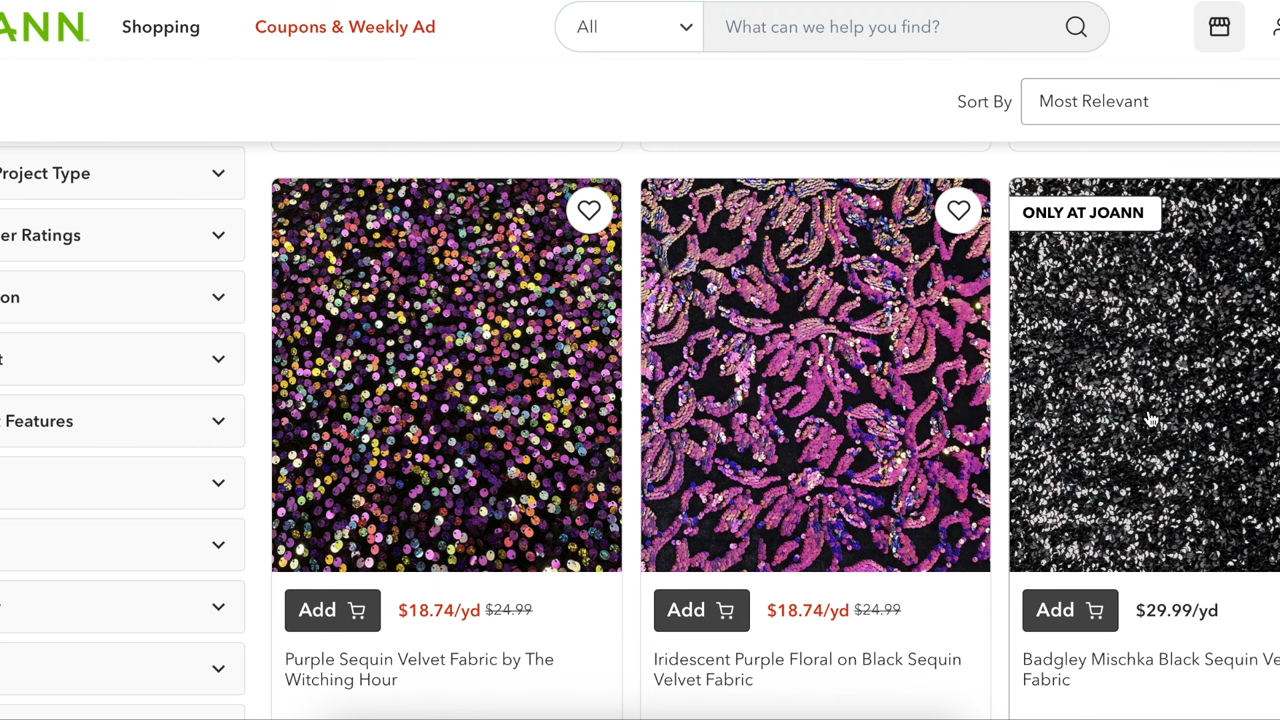 ANN
Shopping
Coupons & Weekly Ad
All
What can we help you find?
Sort By
Most Relevant
Project Type
er Ratings
on
t
Features
ONLY AT JOANN
Add
$18.74/yd $24.99
Add
$18.74/yd $24.99
Add
$29.99/yd
Purple Sequin Velvet Fabric by The
Witching Hour
Iridescent Purple Floral on Black Sequin
Velvet Fabric
Badgley Mischka Black Sequin Ve
Fabric